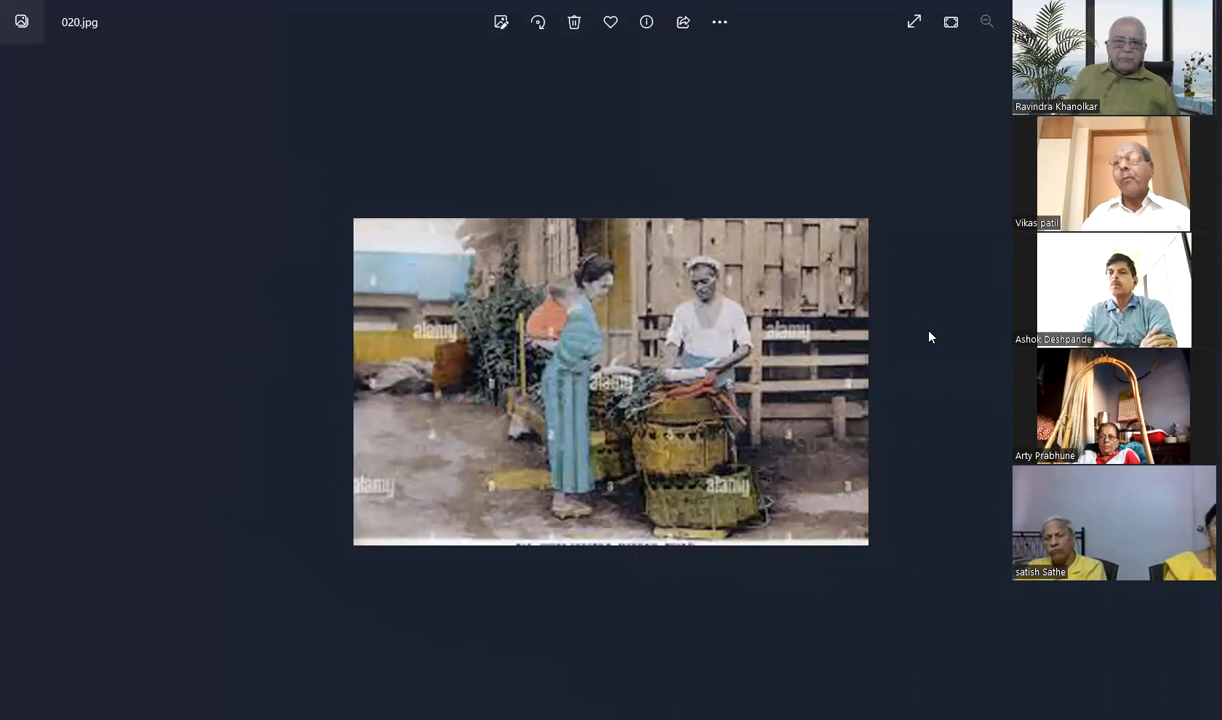 020.jpg
Ravindra Khanolkar
Vikas patil
Ashok Deshpande
Arty Prabhune
satish Sathe
alamy
alamy
alamy
alamy
alamy